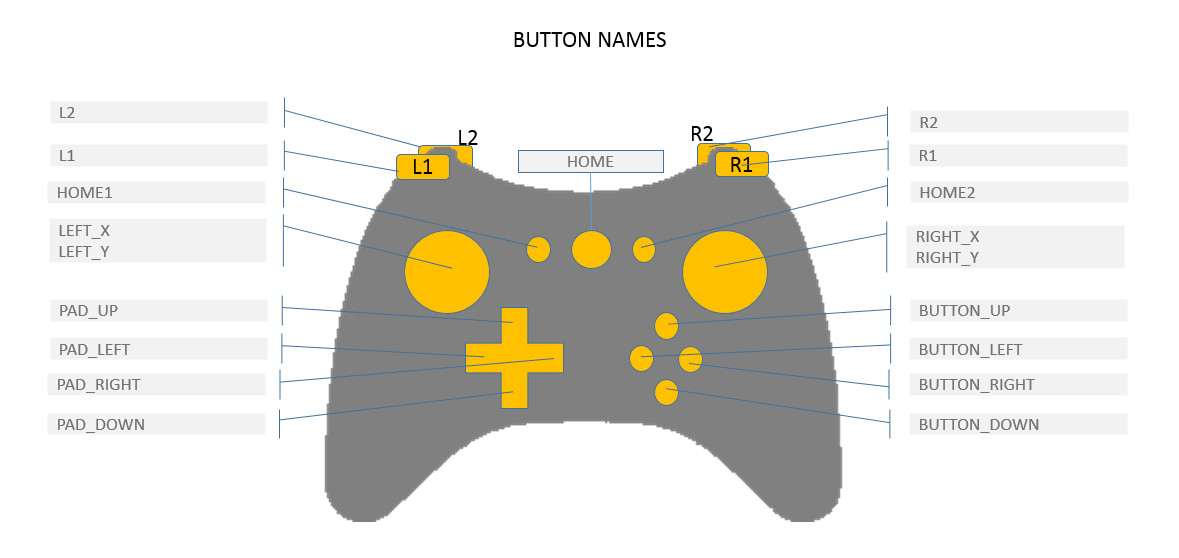 BUTTON NAMES
L2
L1
HOME1
LEFT_X
LEFT_Y
PAD_UP
PAD_LEFT
PAD_RIGHT
PAD_DOWN
L2
L1
HOME
R2
R1
R2
R1
HOME2
RIGHT_X
RIGHT_Y
BUTTON_UP
BUTTON_LEFT
BUTTON_RIGHT
BUTTON_DOWN